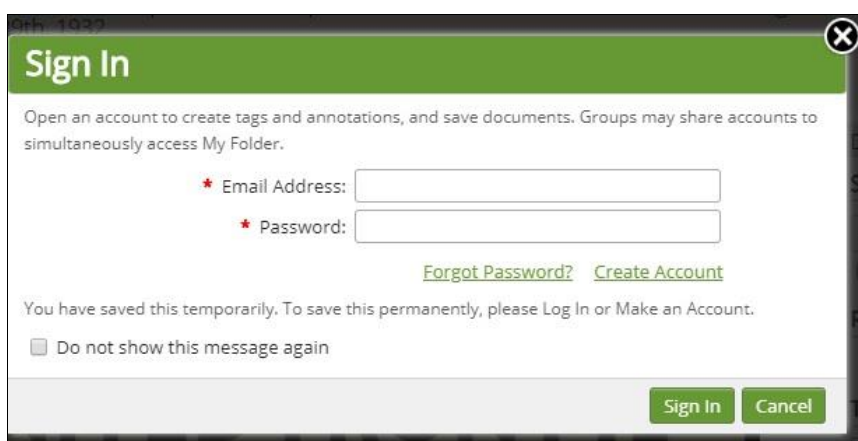 9th, 1932
Sign In
Open an account to create tags and annotations, and save documents. Groups may share accounts to
simultaneously access My Folder.
* Email Address:
* Password:
Forgot Password? Create Account
You have saved this temporarily. To save this permanently, please Log In or Make an Account.
Do not show this message again
Sign In Cancel